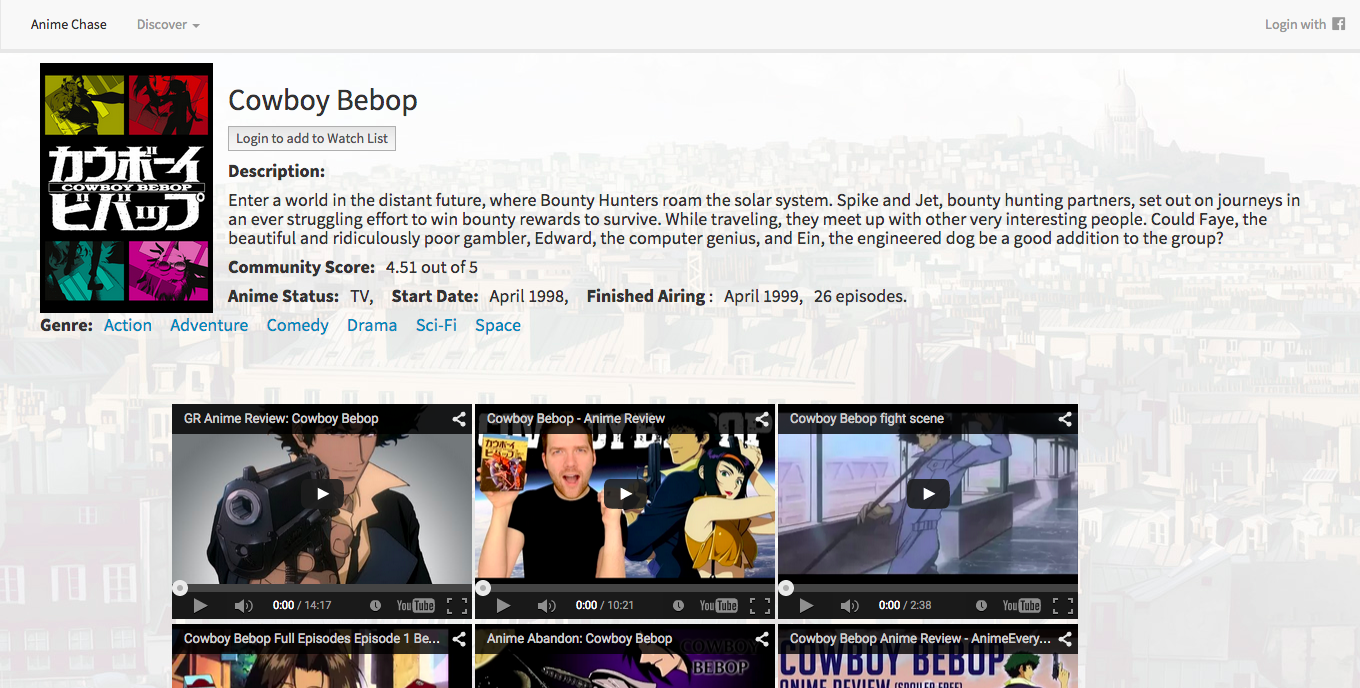 Anime Chase
Discover
Login with
カウボーイ
COWBOY BEBOP
ビバップ
Cowboy Bebop
Login to add to Watch List
Description:
Enter a world in the distant future, where Bounty Hunters roam the solar system. Spike and Jet, bounty hunting partners, set out on journeys in
an ever struggling effort to win bounty rewards to survive. While traveling, they meet up with other very interesting people. Could Faye, the
beautiful and ridiculously poor gambler, Edward, the computer genius, and Ein, the engineered dog be a good addition to the group?
Community Score: 4.51 out of 5
Anime Status: TV, Start Date: April 1998, Finished Airing : April 1999, 26 episodes.
Genre: Action Adventure Comedy Drama Sci-Fi Space
GR Anime Review: Cowboy Bebop
0:00 / 14:17 YouTube
Cowboy Bebop - Anime Review
カウボーイ
ビバップ
0:00 / 10:21 YouTube
Cowboy Bebop fight scene
0:00 / 2:38 YouTube
Cowboy Bebop Full Episodes Episode 1 Be...
Anime Abandon: Cowboy Bebop
COWBOY
BEBOP
Cowboy Bebop Anime Review - AnimeEvery...
COWBOY BEBOP
ANIME REVIEW (SPOILER FREE)